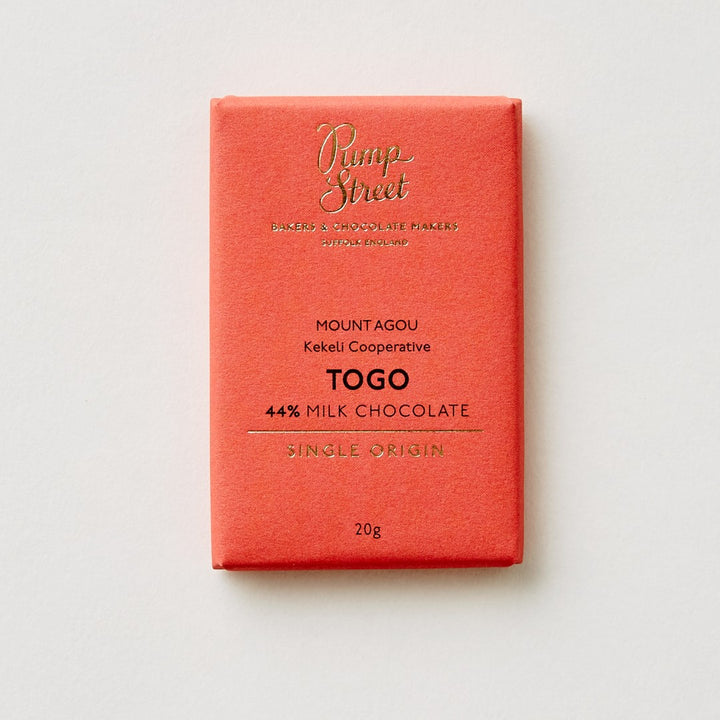 Pump
Street
BAKERS & CHOCOLATE MAKERS
SUFFOLK ENGLAND
MOUNT AGOU
Kekeli Cooperative
TOGO
44% MILK CHOCOLATE
SINGLE ORIGIN
20g